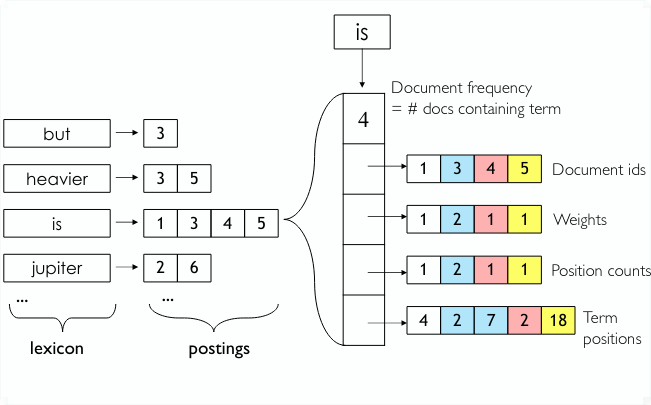 is
Document frequency
= # docs containing term
4
but 3
heavier 3 5
is 1 3 4 5
jupiter 2 6
... ...
lexicon postings
1 3 4 5 Document ids
1 2 1 1 Weights
1 2 1 1 Position counts
4 2 7 2 18 Term
positions